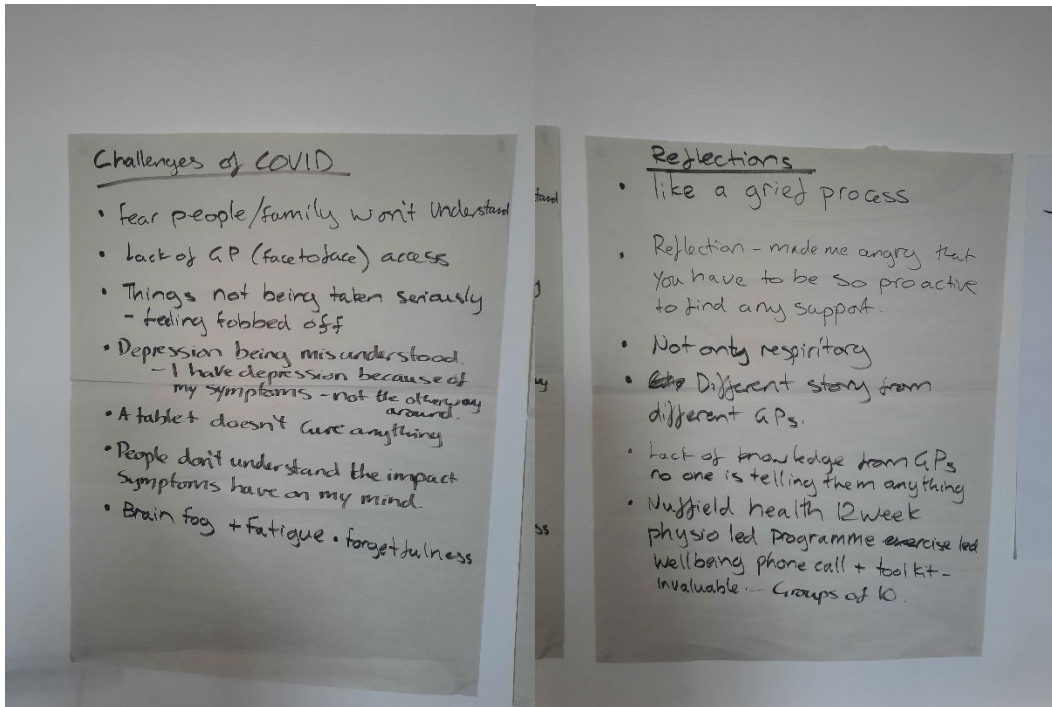 Challenges of COVID
• fear people/family won't understand
• Lack of GP (face to face) access
• Things not being taken seriously
- feeling fobbed off
• Depression being misunderstood.
- I have depression because of
my symptoms - not the other way
around.
• A tablet doesn't cure anything
• People don't understand the impact
symptoms have on my mind.
• Brain fog + fatigue • forgetfulness
Reflections
• like a grief process
• Reflection - made me angry that
you have to be so proactive
to find any support.
• Not only respiritory
• Different story from
different GPs.
• Lack of knowledge from GPs
no one is telling them anything
• Nuffield health 12 week
physio led programme exercise led
wellbeing phone call + toolkit -
invaluable. - Groups of 10.